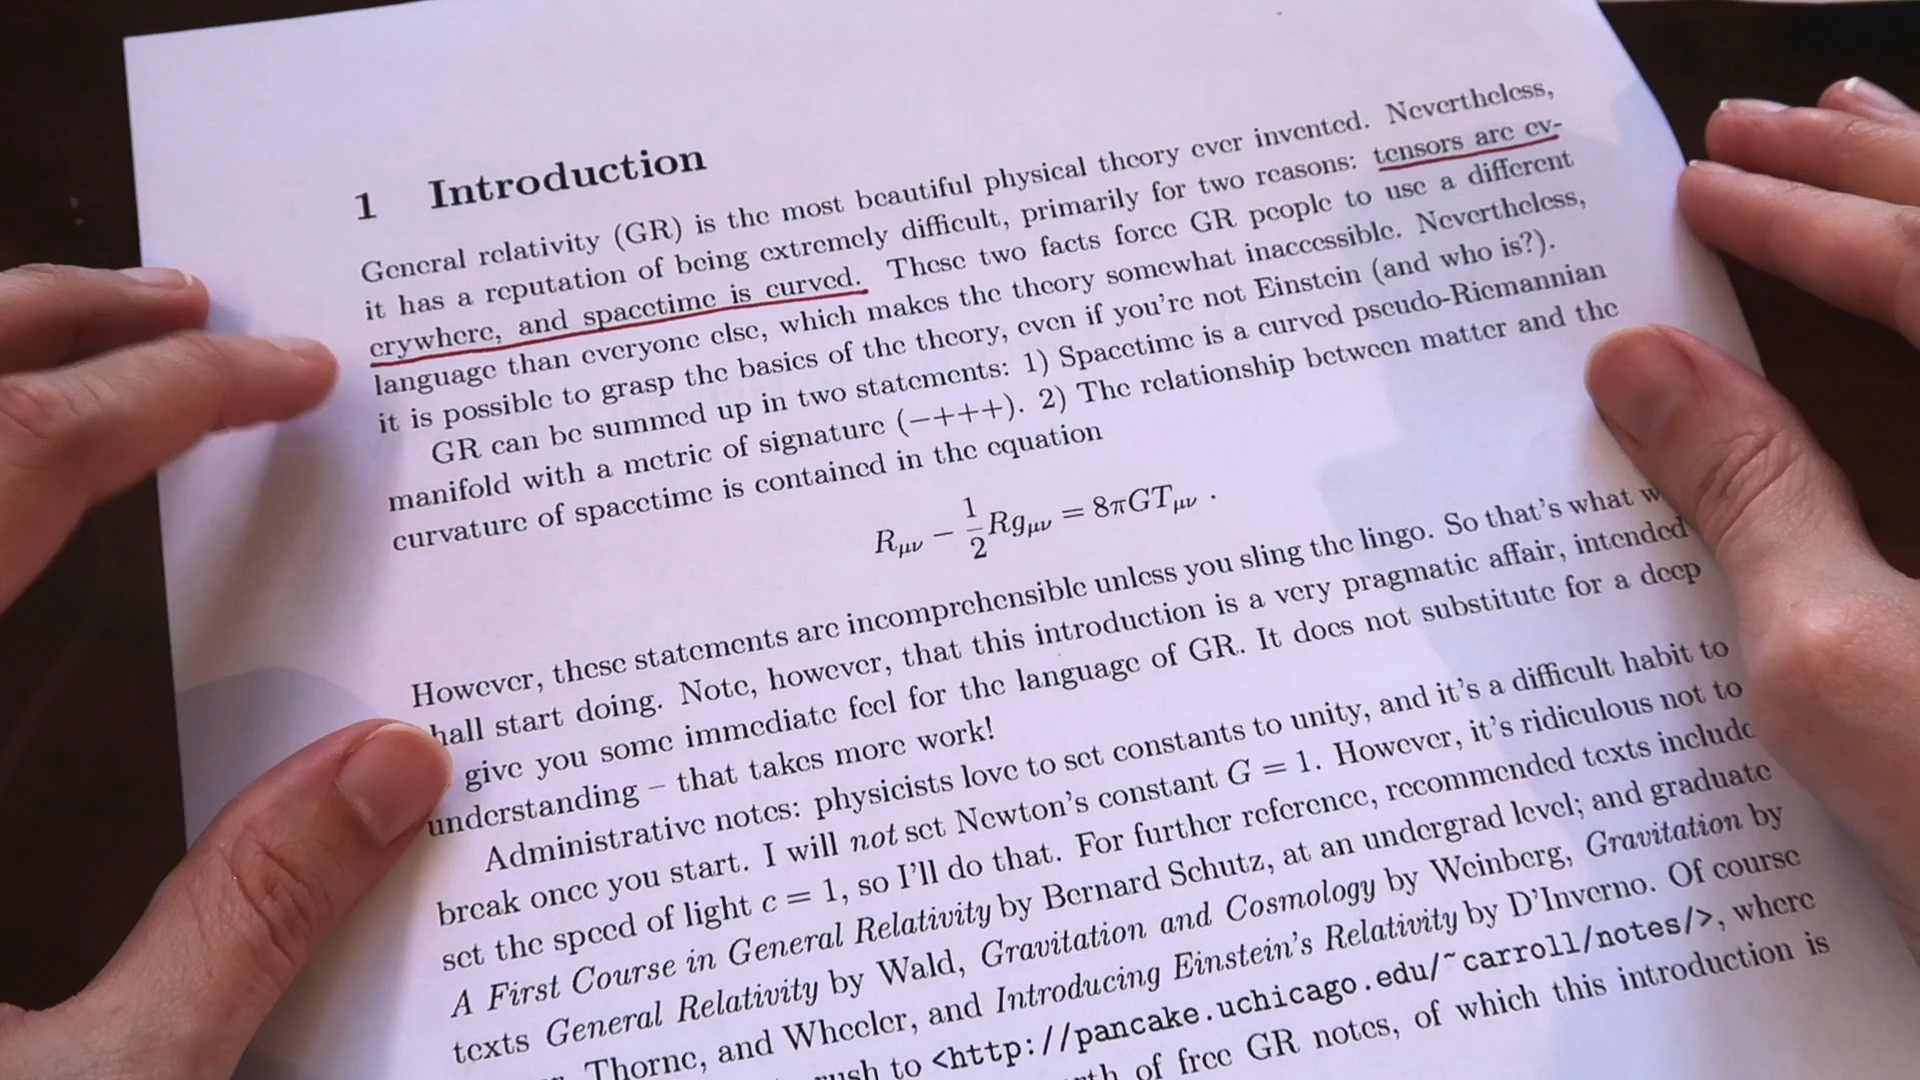 1 Introduction
General relativity (GR) is the most beautiful physical theory ever invented. Nevertheless,
it has a reputation of being extremely difficult, primarily for two reasons: tensors are ev-
erywhere, and spacetime is curved. These two facts force GR people to use a different
language than everyone else, which makes the theory somewhat inaccessible. Nevertheless,
it is possible to grasp the basics of the theory, even if you're not Einstein (and who is?).
GR can be summed up in two statements: 1) Spacetime is a curved pseudo-Riemannian
manifold with a metric of signature (−+++). 2) The relationship between matter and the
curvature of spacetime is contained in the equation
Rμν − 1/2 Rgμν = 8πGTμν .
However, these statements are incomprehensible unless you sling the lingo. So that's what w
hall start doing. Note, however, that this introduction is a very pragmatic affair, intended
give you some immediate feel for the language of GR. It does not substitute for a deep
understanding – that takes more work!
Administrative notes: physicists love to set constants to unity, and it's a difficult habit to
break once you start. I will not set Newton's constant G = 1. However, it's ridiculous not to
set the speed of light c = 1, so I'll do that. For further reference, recommended texts include
A First Course in General Relativity by Bernard Schutz, at an undergrad level; and graduate
texts General Relativity by Wald, Gravitation and Cosmology by Weinberg, Gravitation by
Thorne, and Wheeler, and Introducing Einstein's Relativity by D'Inverno. Of course
to <http://pancake.uchicago.edu/~carroll/notes/>, where
of free GR notes, of which this introduction is